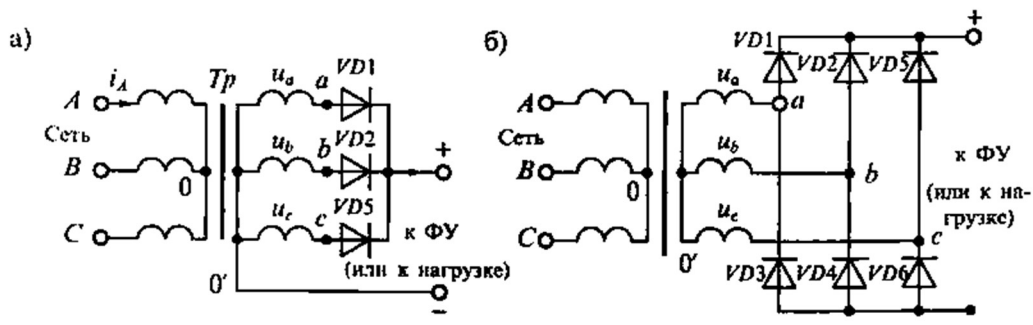 а)
Tp
i_A
A
Сеть
B
C
0
0'
u_a
a
VD1
u_b
b
VD2
u_c
c
VD5
+
к ФУ
(или к нагрузке)
−
б)
A
Сеть
B
C
0
0'
u_a
a
u_b
b
u_c
c
VD1
VD2
VD5
+
к ФУ
(или к на-
грузке)
VD3
VD4
VD6